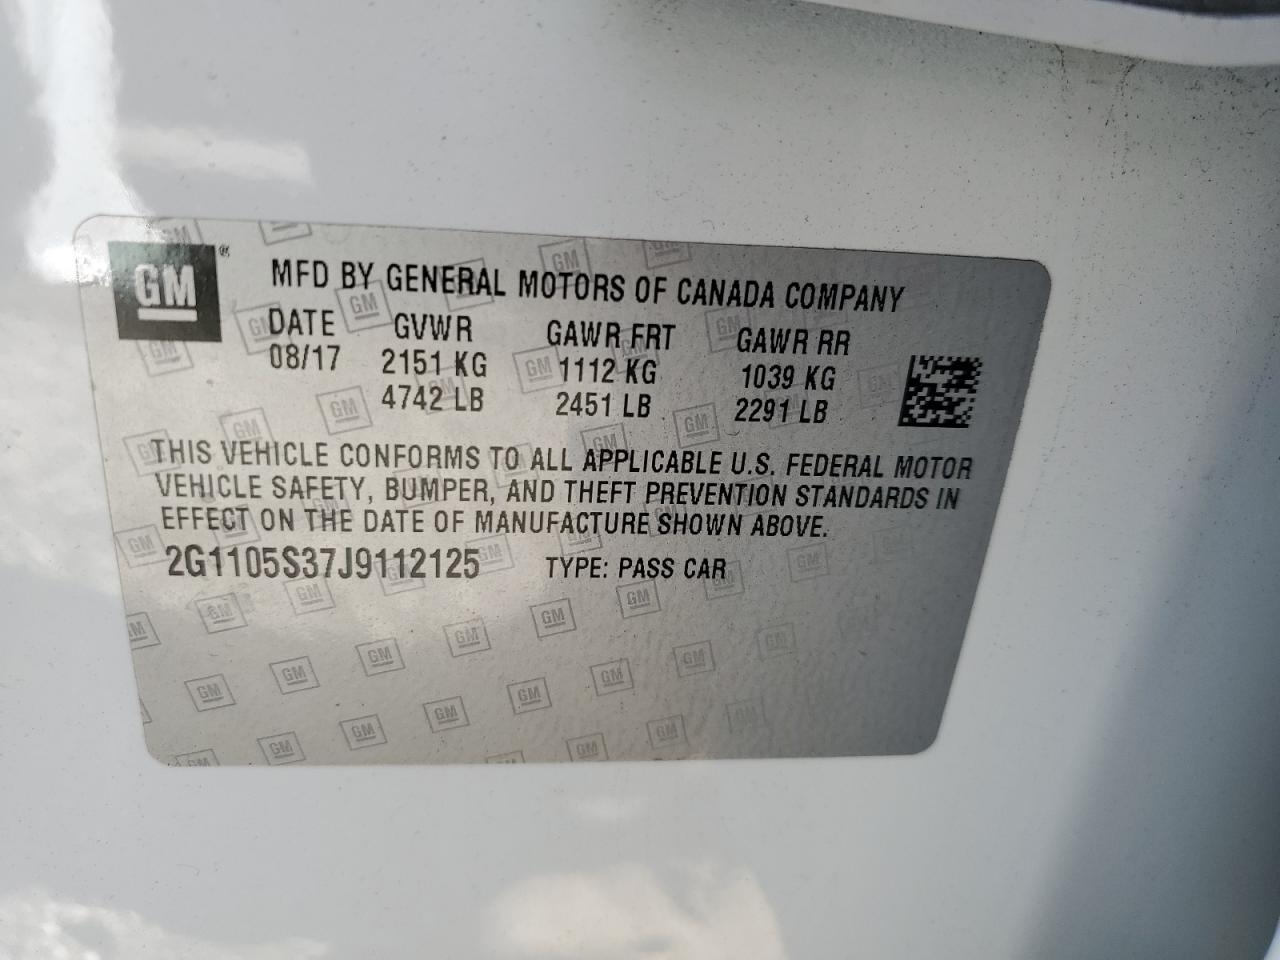 GM®
MFD BY GENERAL MOTORS OF CANADA COMPANY
DATE GVWR GAWR FRT GAWR RR
08/17 2151 KG 1112 KG 1039 KG
4742 LB 2451 LB 2291 LB
THIS VEHICLE CONFORMS TO ALL APPLICABLE U.S. FEDERAL MOTOR
VEHICLE SAFETY, BUMPER, AND THEFT PREVENTION STANDARDS IN
EFFECT ON THE DATE OF MANUFACTURE SHOWN ABOVE.
2G1105S37J9112125 TYPE: PASS CAR